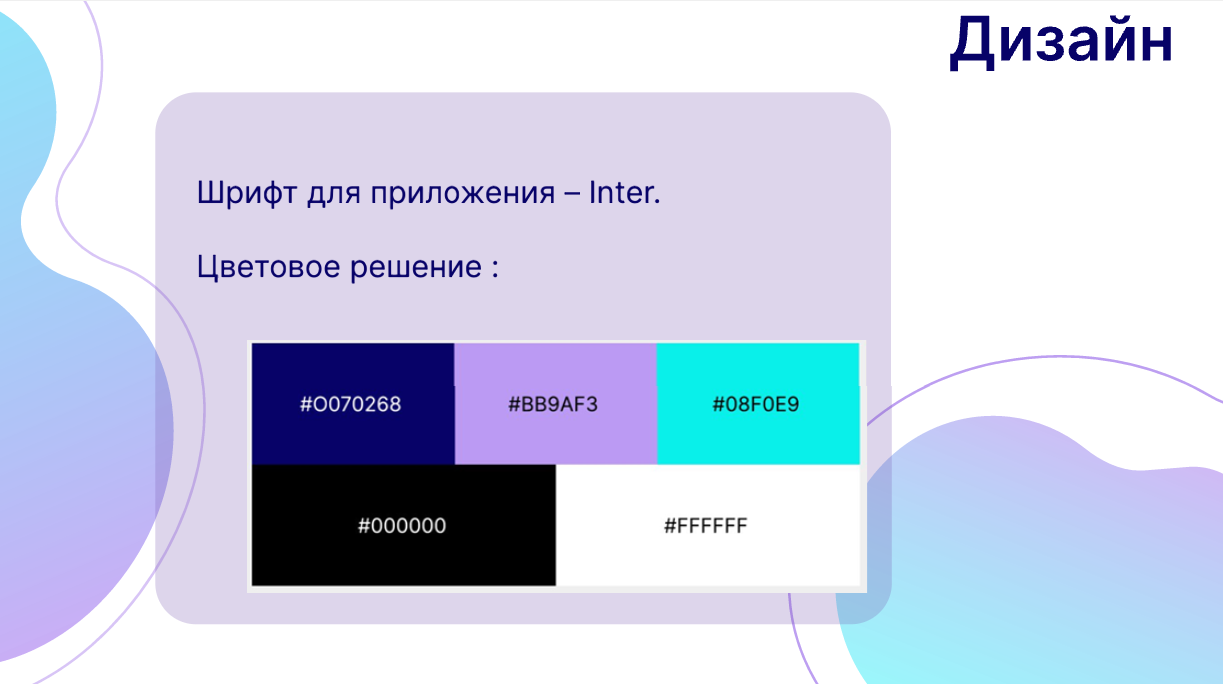 Дизайн
Шрифт для приложения – Inter.
Цветовое решение :
#O070268
#BB9AF3
#08F0E9
#000000
#FFFFFF